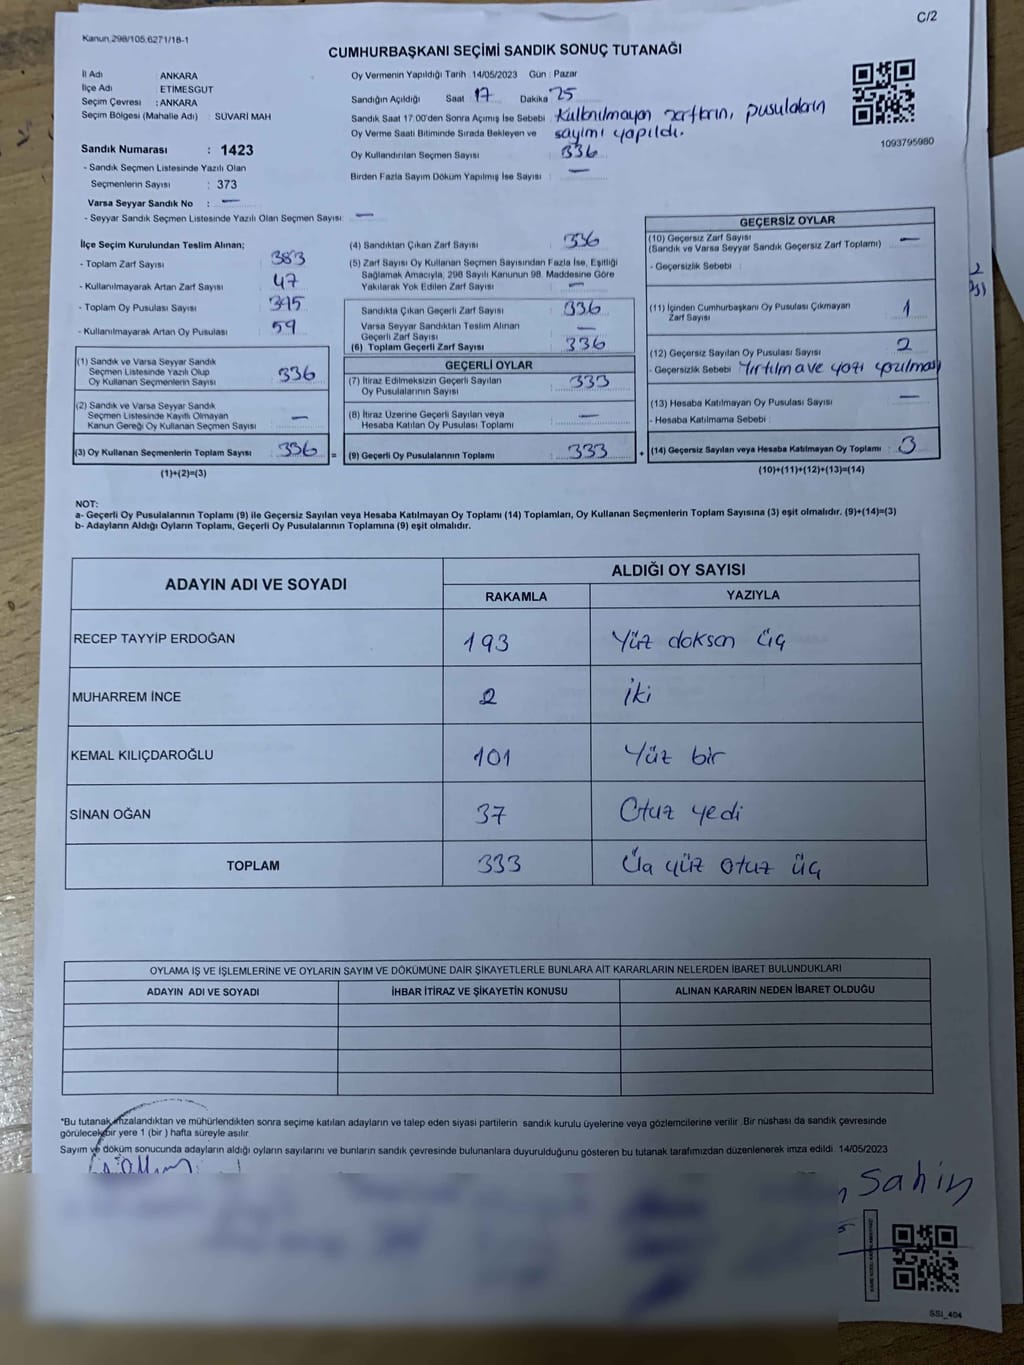 C/2
Kanun.298/105,6271/18-1
CUMHURBAŞKANI SEÇİMİ SANDIK SONUÇ TUTANAĞI
İl Adı : ANKARA
İlçe Adı : ETİMESGUT
Seçim Çevresi : ANKARA
Seçim Bölgesi (Mahalle Adı) : SÜVARİ MAH
Sandık Numarası : 1423
- Sandık Seçmen Listesinde Yazılı Olan
Seçmenlerin Sayısı : 373
Varsa Seyyar Sandık No : —
- Seyyar Sandık Seçmen Listesinde Yazılı Olan Seçmen Sayısı: —
Oy Vermenin Yapıldığı Tarih : 14/05/2023 Gün : Pazar
Sandığın Açıldığı Saat 17 Dakika 25
Sandık Saat 17:00'den Sonra Açımış İse Sebebi : Kullanılmayan zarfların, pusulaların
Oy Verme Saati Bitiminde Sırada Bekleyen ve sayımı yapıldı.
Oy Kullandırılan Seçmen Sayısı : 336
Birden Fazla Sayım Döküm Yapılmış İse Sayısı : —
1093795980
İlçe Seçim Kurulundan Teslim Alınan;
- Toplam Zarf Sayısı : 383
- Kullanılmayarak Artan Zarf Sayısı : 47
- Toplam Oy Pusulası Sayısı : 395
- Kullanılmayarak Artan Oy Pusulası : 59
(1) Sandık ve Varsa Seyyar Sandık
Seçmen Listesinde Yazılı Olup
Oy Kullanan Seçmenlerin Sayısı : 336
(2) Sandık ve Varsa Seyyar Sandık
Seçmen Listesinde Kayıtlı Olmayan
Kanun Gereği Oy Kullanan Seçmen Sayısı : —
(3) Oy Kullanan Seçmenlerin Toplam Sayısı : 336
(1)+(2)=(3)
(4) Sandıktan Çıkan Zarf Sayısı : 336
(5) Zarf Sayısı Oy Kullanan Seçmen Sayısından Fazla İse, Eşitliği
Sağlamak Amacıyla, 298 Sayılı Kanunun 98. Maddesine Göre
Yakılarak Yok Edilen Zarf Sayısı : —
Sandıkta Çıkan Geçerli Zarf Sayısı : 336
Varsa Seyyar Sandıktan Teslim Alınan
Geçerli Zarf Sayısı : —
(6) Toplam Geçerli Zarf Sayısı : 336
GEÇERLİ OYLAR
(7) İtiraz Edilmeksizin Geçerli Sayılan
Oy Pusulalarının Sayısı : 333
(8) İtiraz Üzerine Geçerli Sayılan veya
Hesaba Katılan Oy Pusulası Toplamı : —
= (9) Geçerli Oy Pusulalarının Toplamı : 333
GEÇERSİZ OYLAR
(10) Geçersiz Zarf Sayısı
(Sandık ve Varsa Seyyar Sandık Geçersiz Zarf Toplamı) : —
- Geçersizlik Sebebi :
(11) İçinden Cumhurbaşkanı Oy Pusulası Çıkmayan
Zarf Sayısı : 1
(12) Geçersiz Sayılan Oy Pusulası Sayısı : 2
- Geçersizlik Sebebi : Yırtılma ve yazı yazılması
(13) Hesaba Katılmayan Oy Pusulası Sayısı : —
- Hesaba Katılmama Sebebi :
+ (14) Geçersiz Sayılan veya Hesaba Katılmayan Oy Toplamı : 3
(10)+(11)+(12)+(13)=(14)
NOT:
a- Geçerli Oy Pusulalarının Toplamı (9) ile Geçersiz Sayılan veya Hesaba Katılmayan Oy Toplamı (14) Toplamları, Oy Kullanan Seçmenlerin Toplam Sayısına (3) eşit olmalıdır. (9)+(14)=(3)
b- Adayların Aldığı Oyların Toplamı, Geçerli Oy Pusulalarının Toplamına (9) eşit olmalıdır.
ADAYIN ADI VE SOYADI
ALDIĞI OY SAYISI
RAKAMLA YAZIYLA
RECEP TAYYİP ERDOĞAN 193 Yüz doksan üç
MUHARREM İNCE 2 İki
KEMAL KILIÇDAROĞLU 101 Yüz bir
SİNAN OĞAN 37 Otuz yedi
TOPLAM 333 Üç yüz otuz üç
OYLAMA İŞ VE İŞLEMLERİNE VE OYLARIN SAYIM VE DÖKÜMÜNE DAİR ŞİKAYETLERLE BUNLARA AİT KARARLARIN NELERDEN İBARET BULUNDUKLARI
ADAYIN ADI VE SOYADI İHBAR İTİRAZ VE ŞİKAYETİN KONUSU ALINAN KARARIN NEDEN İBARET OLDUĞU
*Bu tutanak imzalandıktan ve mühürlendikten sonra seçime katılan adayların ve talep eden siyasi partilerin sandık kurulu üyelerine veya gözlemcilerine verilir .Bir nüshası da sandık çevresinde
görülecek bir yere 1 (bir ) hafta süreyle asılır.
Sayım ve döküm sonucunda adayların aldığı oyların sayılarını ve bunların sandık çevresinde bulunanlara duyurulduğunu gösteren bu tutanak tarafımızdan düzenlenerek imza edildi. 14/05/2023
Sahin
SSI_404